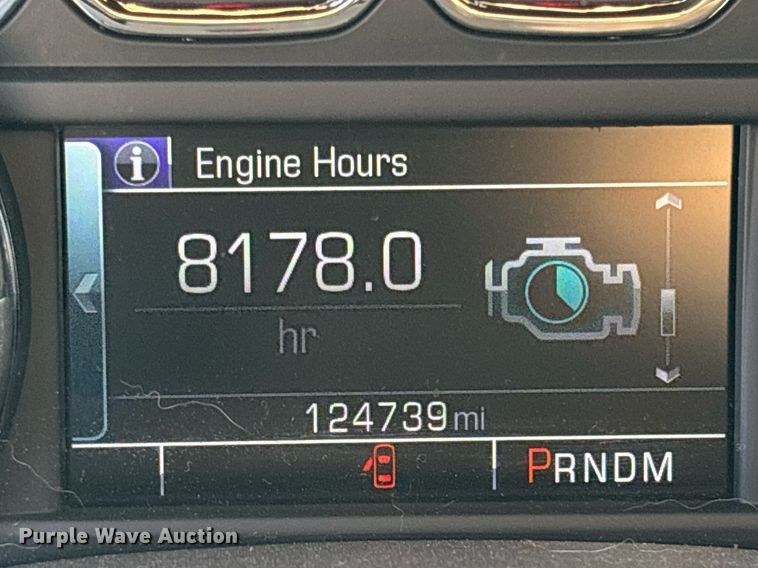 i Engine Hours
8178.0
hr
124739 mi
PRNDM
Purple Wave Auction